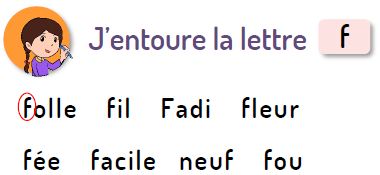 J'entoure la lettre f
folle fil Fadi fleur
fée facile neuf fou